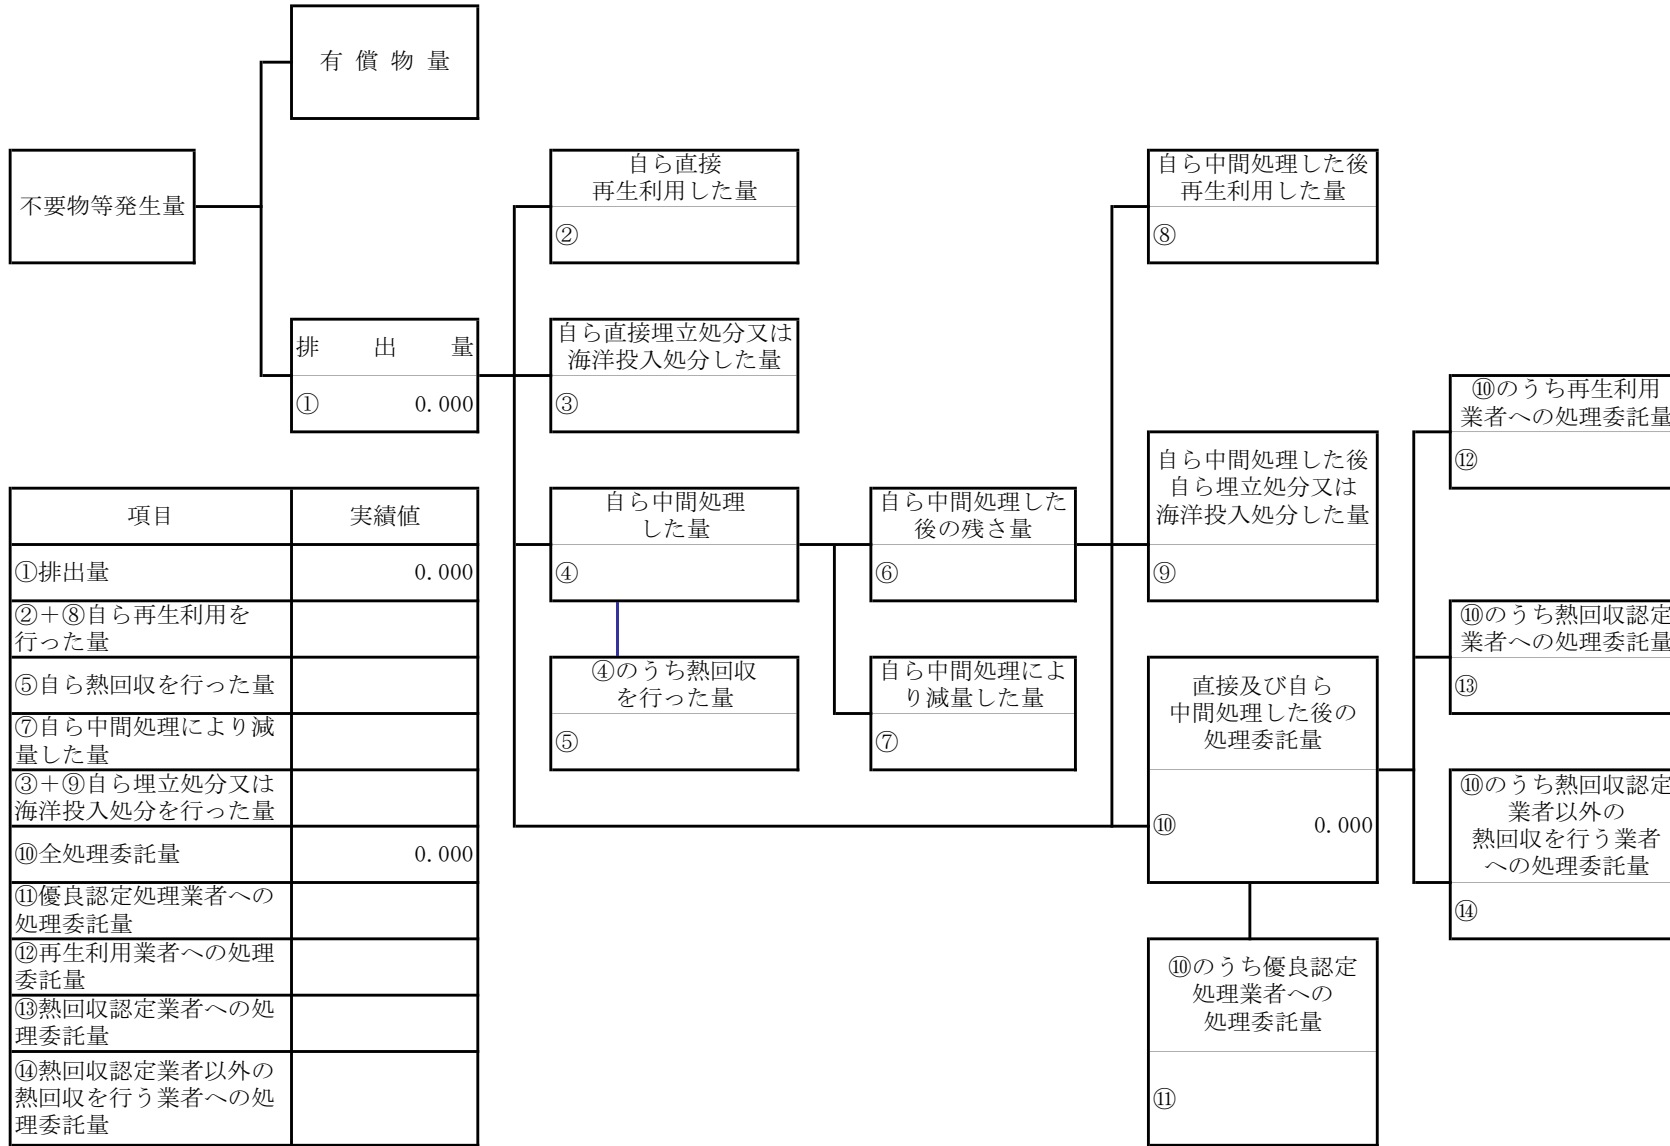 有 償 物 量
不要物等発生量
排 出 量
① 0.000
自ら直接
再生利用した量
②
自ら直接埋立処分又は
海洋投入処分した量
③
自ら中間処理
した量
④
④のうち熱回収
を行った量
⑤
自ら中間処理した
後の残さ量
⑥
自ら中間処理によ
り減量した量
⑦
自ら中間処理した後
再生利用した量
⑧
自ら中間処理した後
自ら埋立処分又は
海洋投入処分した量
⑨
直接及び自ら
中間処理した後の
処理委託量
⑩ 0.000
⑩のうち優良認定
処理業者への
処理委託量
⑪
⑩のうち再生利用
業者への処理委託量
⑫
⑩のうち熱回収認定
業者への処理委託量
⑬
⑩のうち熱回収認定
業者以外の
熱回収を行う業者
への処理委託量
⑭
項目 実績値
①排出量 0.000
②+⑧自ら再生利用を
行った量
⑤自ら熱回収を行った量
⑦自ら中間処理により減
量した量
③+⑨自ら埋立処分又は
海洋投入処分を行った量
⑩全処理委託量 0.000
⑪優良認定処理業者への
処理委託量
⑫再生利用業者への処理
委託量
⑬熱回収認定業者への処
理委託量
⑭熱回収認定業者以外の
熱回収を行う業者への処
理委託量